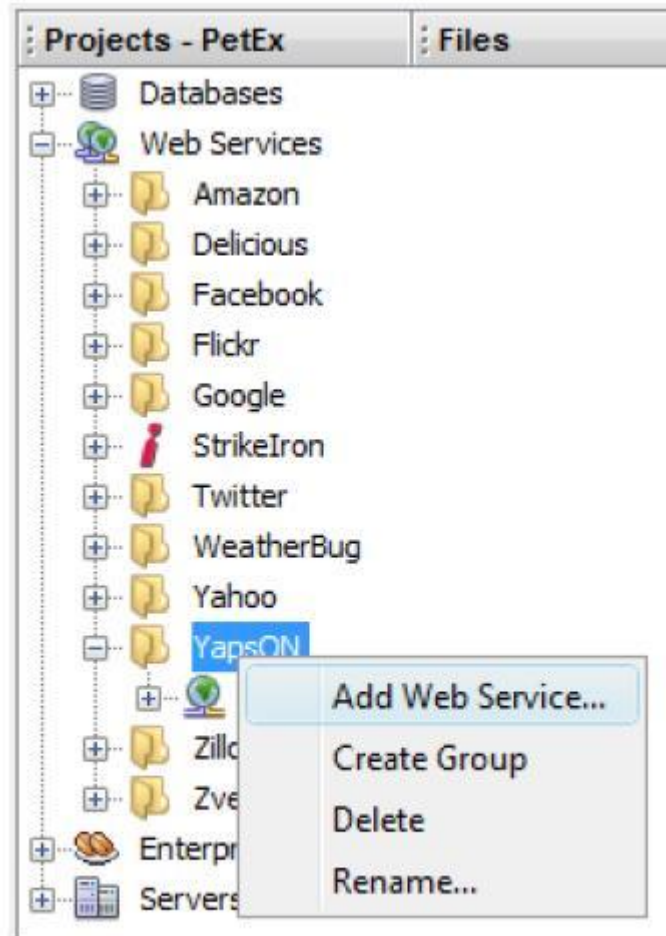 Projects - PetEx
Files
Databases
Web Services
Amazon
Delicious
Facebook
Flickr
Google
StrikeIron
Twitter
WeatherBug
Yahoo
YapsON
Add Web Service...
Create Group
Delete
Rename...
Servers